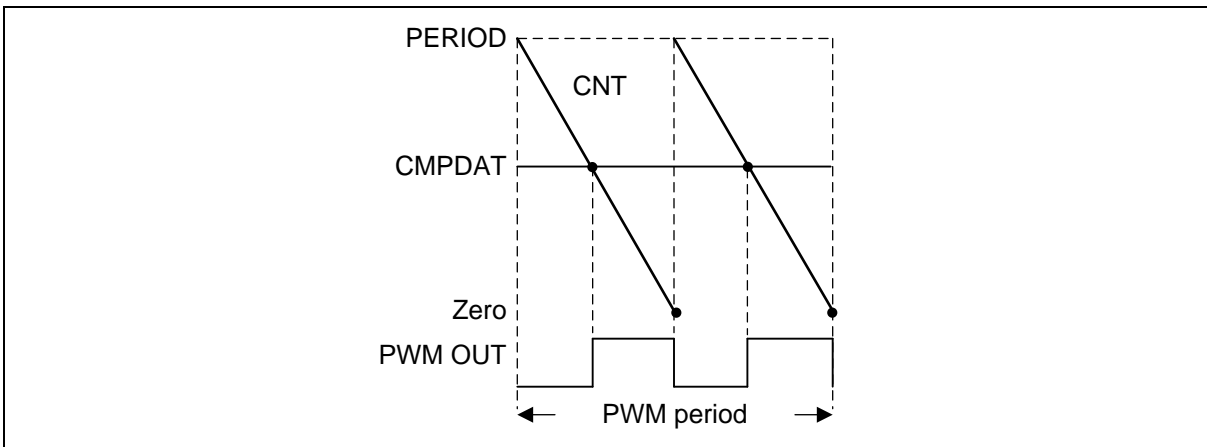 PERIOD
CNT
CMPDAT
Zero
PWM OUT
PWM period